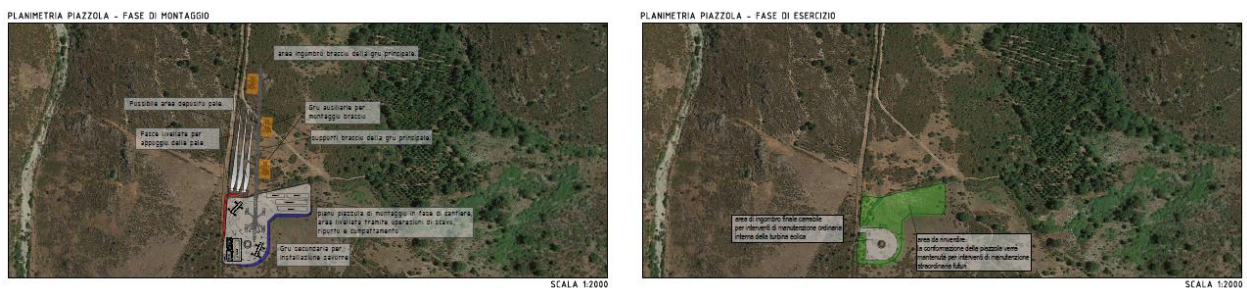 PLANIMETRIA PIAZZOLA - FASE DI MONTAGGIO
area ingombro braccio della gru principale.
Possibile area deposito pale.
Gru ausiliarie per
montaggio braccio
Fasce livellate per
appoggio delle pale
supporti braccio della gru principale.
piano piazzola di montaggio in fase di cantiere,
area livellata tramite operazioni di scavo,
riporto e compattamento
Gru secondaria per
installazione zavorre.
SCALA 1:2000
PLANIMETRIA PIAZZOLA - FASE DI ESERCIZIO
area di ingombro finale carrabile
per interventi di manutenzione ordinaria
interna della turbina eolica
area da rinverdire.
la conformazione della piazzola verrà
mantenuta per interventi di manutenzione
straordinaria futuri
SCALA 1:2000